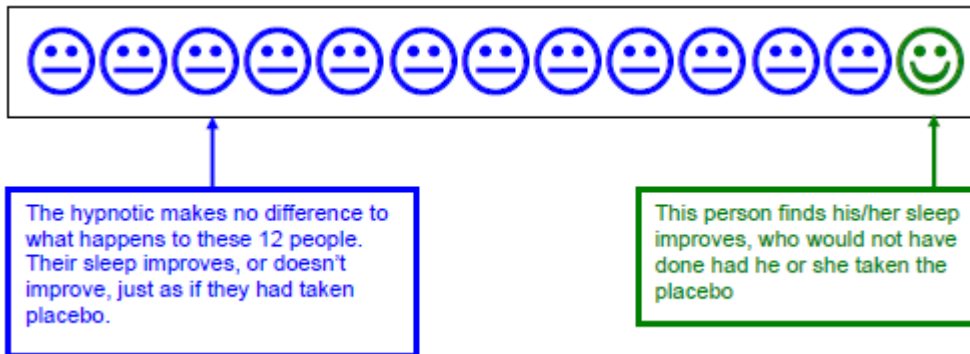 The hypnotic makes no difference to
what happens to these 12 people.
Their sleep improves, or doesn't
improve, just as if they had taken
placebo.
This person finds his/her sleep
improves, who would not have
done had he or she taken the
placebo